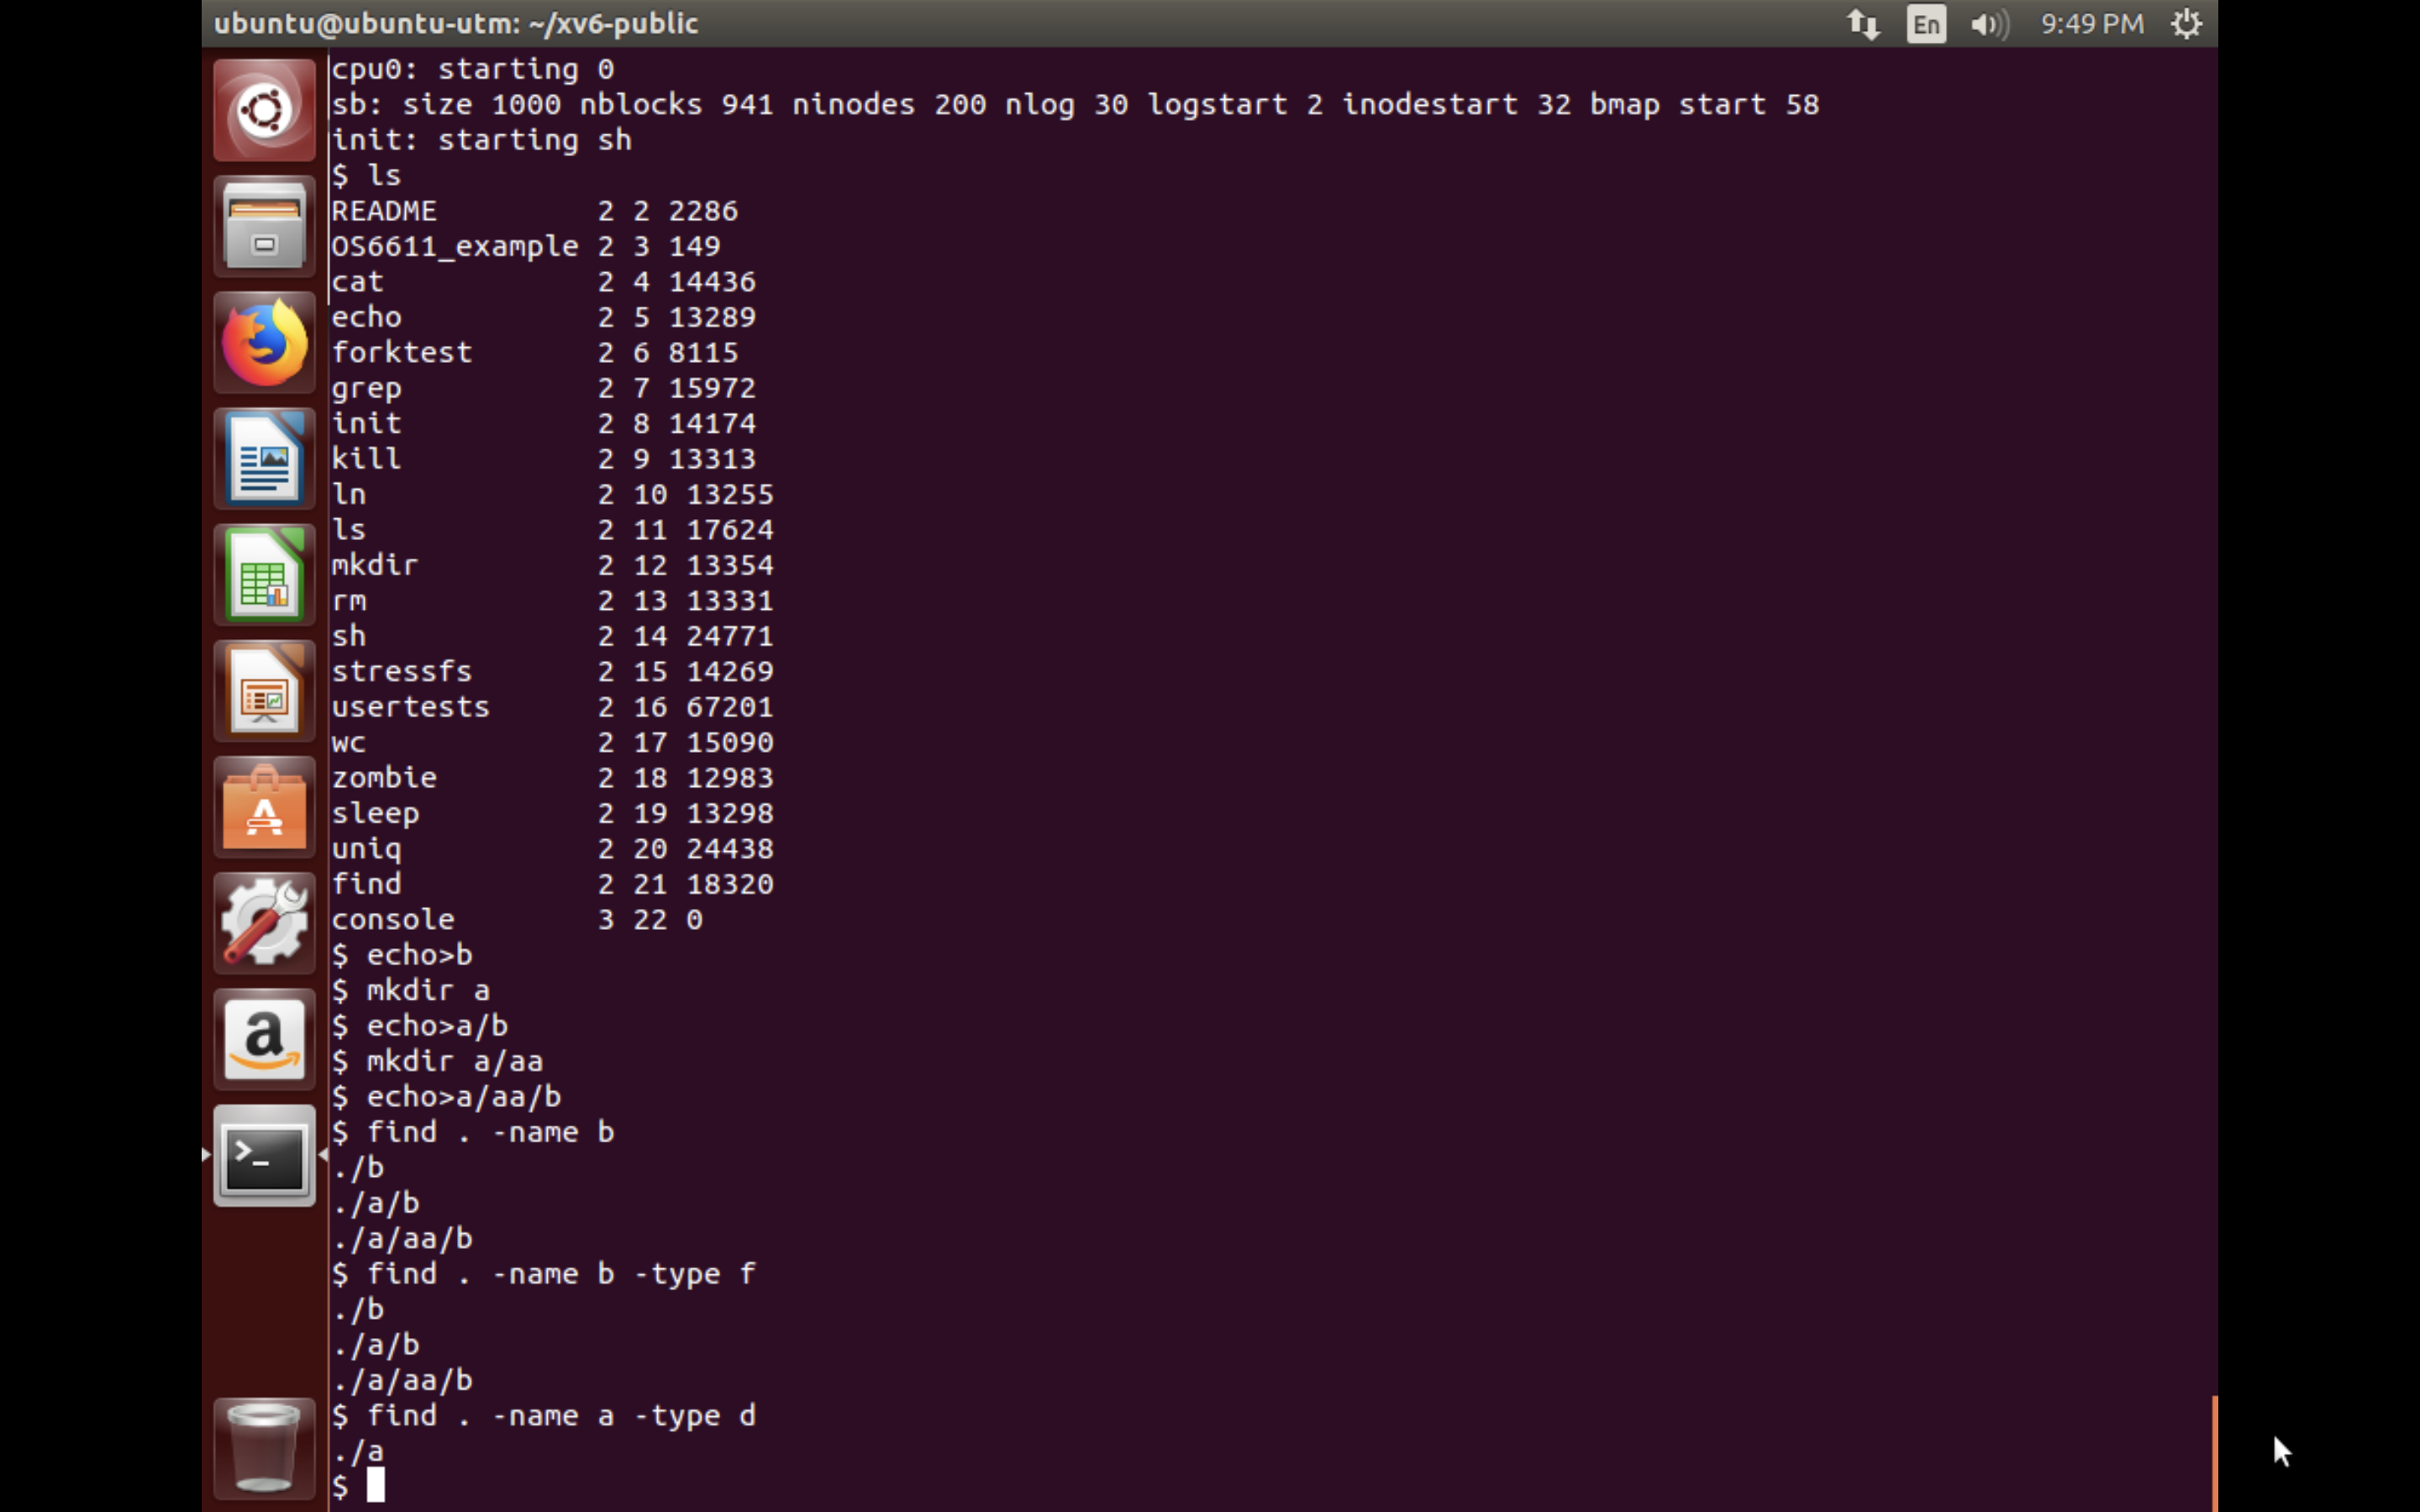 ubuntu@ubuntu-utm: ~/xv6-public En 9:49 PM
cpu0: starting 0
sb: size 1000 nblocks 941 ninodes 200 nlog 30 logstart 2 inodestart 32 bmap start 58
init: starting sh
$ ls
README 2 2 2286
OS6611_example 2 3 149
cat 2 4 14436
echo 2 5 13289
forktest 2 6 8115
grep 2 7 15972
init 2 8 14174
kill 2 9 13313
ln 2 10 13255
ls 2 11 17624
mkdir 2 12 13354
rm 2 13 13331
sh 2 14 24771
stressfs 2 15 14269
usertests 2 16 67201
wc 2 17 15090
zombie 2 18 12983
sleep 2 19 13298
uniq 2 20 24438
find 2 21 18320
console 3 22 0
$ echo>b
$ mkdir a
$ echo>a/b
$ mkdir a/aa
$ echo>a/aa/b
$ find . -name b
./b
./a/b
./a/aa/b
$ find . -name b -type f
./b
./a/b
./a/aa/b
$ find . -name a -type d
./a
$